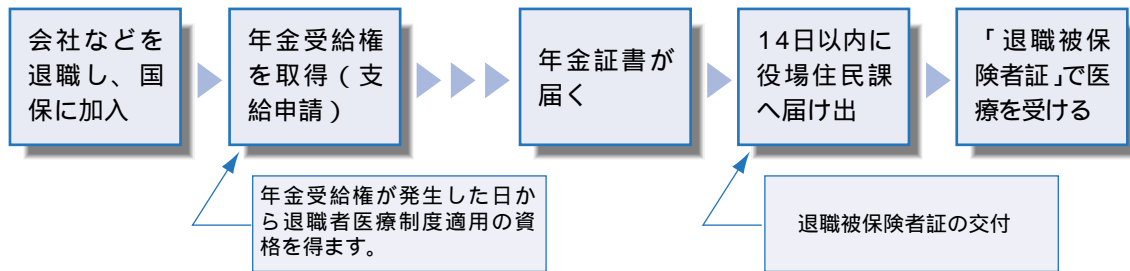 会社などを
退職し、国
保に加入
年金受給権
を取得（支
給申請）
年金証書が
届く
14日以内に
役場住民課
へ届け出
「退職被保
険者証」で医
療を受ける
年金受給権が発生した日か
ら退職者医療制度適用の資
格を得ます。
退職被保険者証の交付